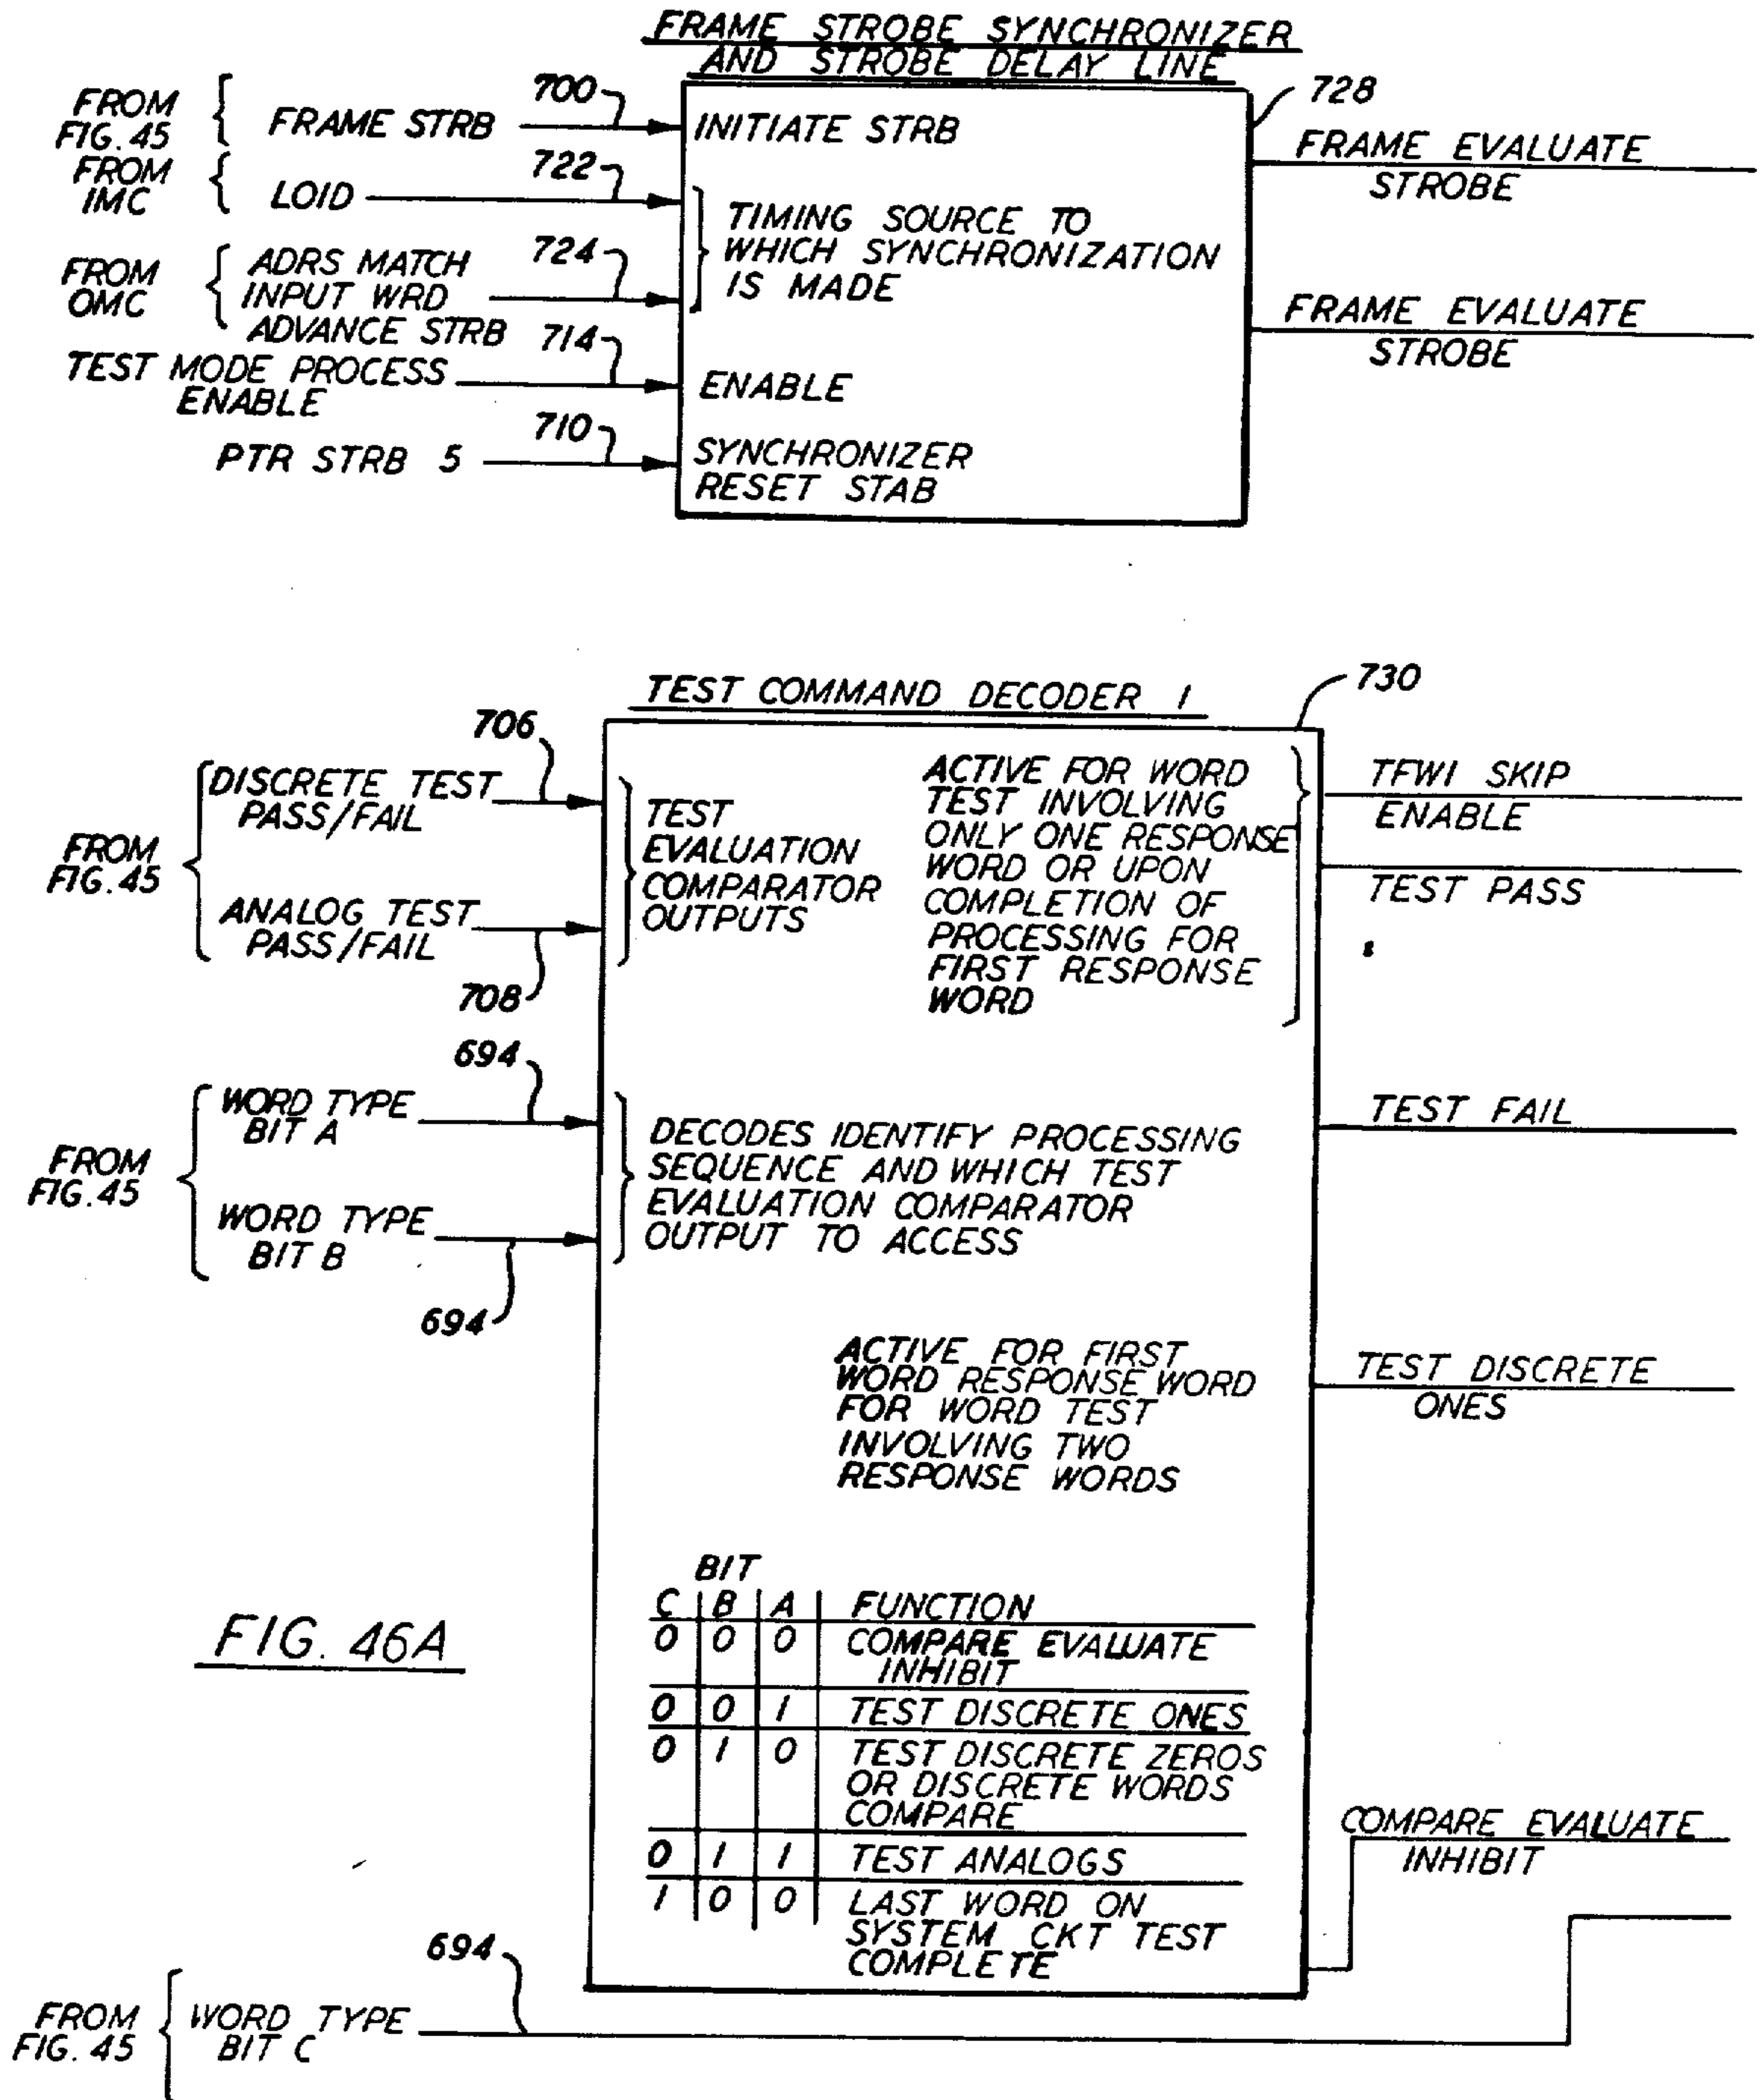 FRAME STROBE SYNCHRONIZER
AND STROBE DELAY LINE
728
FROM
FIG. 45
FRAME STRB
700
INITIATE STRB
FRAME EVALUATE
STROBE
FROM
IMC
LOID
722
TIMING SOURCE TO
WHICH SYNCHRONIZATION
IS MADE
FROM
OMC
ADRS MATCH
INPUT WRD
ADVANCE STRB
724
FRAME EVALUATE
STROBE
TEST MODE PROCESS
ENABLE
714
ENABLE
PTR STRB 5
710
SYNCHRONIZER
RESET STAB
TEST COMMAND DECODER 1
730
FROM
FIG. 45
DISCRETE TEST
PASS/FAIL
706
ANALOG TEST
PASS/FAIL
708
TEST
EVALUATION
COMPARATOR
OUTPUTS
ACTIVE FOR WORD
TEST INVOLVING
ONLY ONE RESPONSE
WORD OR UPON
COMPLETION OF
PROCESSING FOR
FIRST RESPONSE
WORD
TFWI SKIP
ENABLE
TEST PASS
FROM
FIG. 45
WORD TYPE
BIT A
694
WORD TYPE
BIT B
694
DECODES IDENTIFY PROCESSING
SEQUENCE AND WHICH TEST
EVALUATION COMPARATOR
OUTPUT TO ACCESS
TEST FAIL
ACTIVE FOR FIRST
WORD RESPONSE WORD
FOR WORD TEST
INVOLVING TWO
RESPONSE WORDS
TEST DISCRETE
ONES
FIG. 46A
BIT
C B A FUNCTION
0 0 0 COMPARE EVALUATE
INHIBIT
0 0 1 TEST DISCRETE ONES
0 1 0 TEST DISCRETE ZEROS
OR DISCRETE WORDS
COMPARE
0 1 1 TEST ANALOGS
1 0 0 LAST WORD ON
SYSTEM CKT TEST
COMPLETE
COMPARE EVALUATE
INHIBIT
FROM
FIG. 45
WORD TYPE
BIT C
694